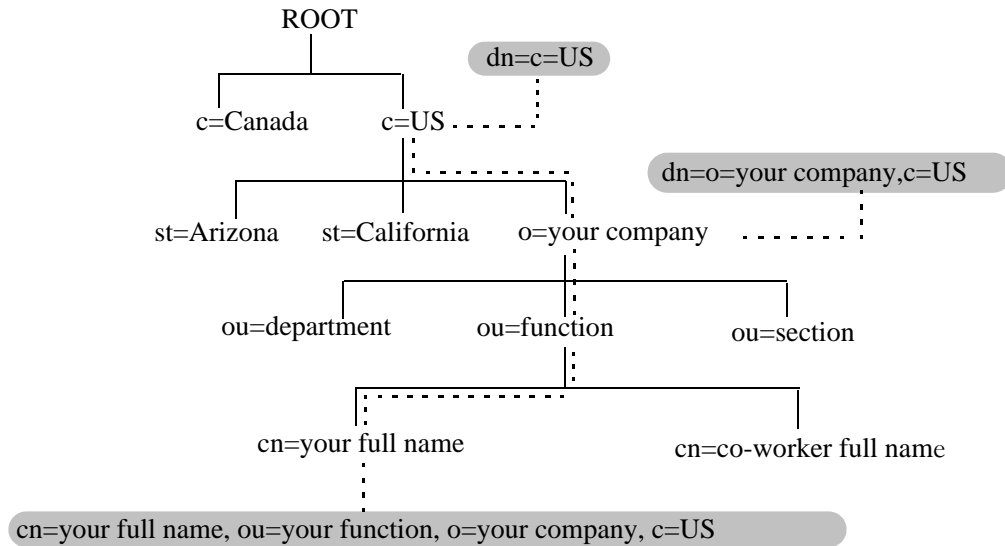 ROOT
dn=c=US
c=Canada
c=US
dn=o=your company,c=US
st=Arizona
st=California
o=your company
ou=department
ou=function
ou=section
cn=your full name
cn=co-worker full name
cn=your full name, ou=your function, o=your company, c=US